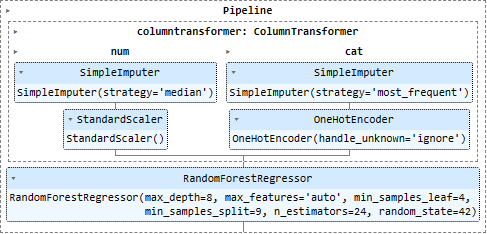 Pipeline
columntransformer: ColumnTransformer
num
cat
SimpleImputer
SimpleImputer
SimpleImputer(strategy='median')
SimpleImputer(strategy='most_frequent')
StandardScaler
OneHotEncoder
StandardScaler()
OneHotEncoder(handle_unknown='ignore')
RandomForestRegressor
RandomForestRegressor(max_depth=8, max_features='auto', min_samples_leaf=4,
min_samples_split=9, n_estimators=24, random_state=42)